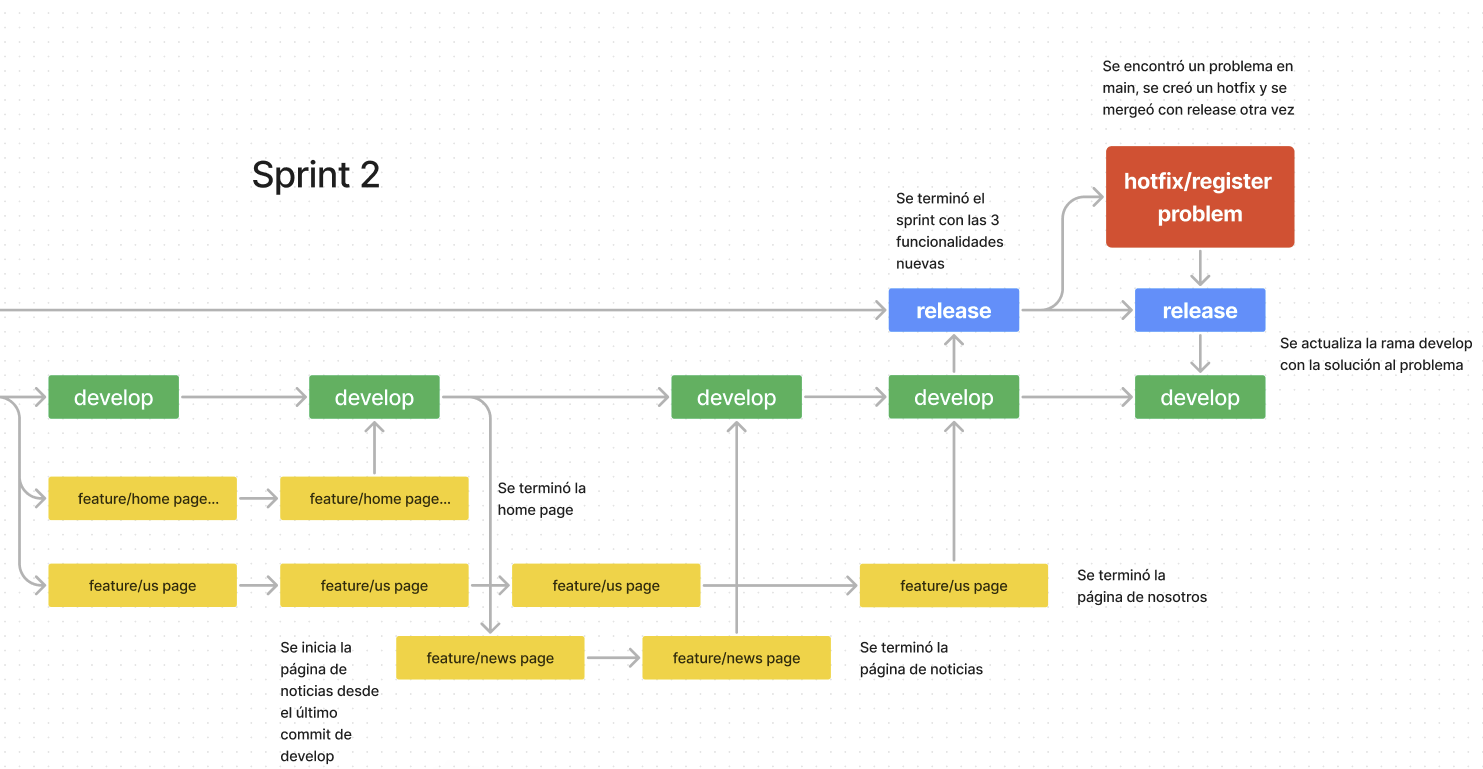 Se encontró un problema en
main, se creó un hotfix y se
mergeó con release otra vez
Sprint 2
hotfix/register
problem
Se terminó el
sprint con las 3
funcionalidades
nuevas
release
release
Se actualiza la rama develop
con la solución al problema
develop
develop
develop
develop
develop
feature/home page...
feature/home page...
Se terminó la
home page
feature/us page
feature/us page
feature/us page
feature/us page
Se terminó la
página de nosotros
Se inicia la
página de
noticias desde
el último
commit de
develop
feature/news page
feature/news page
Se terminó la
página de noticias